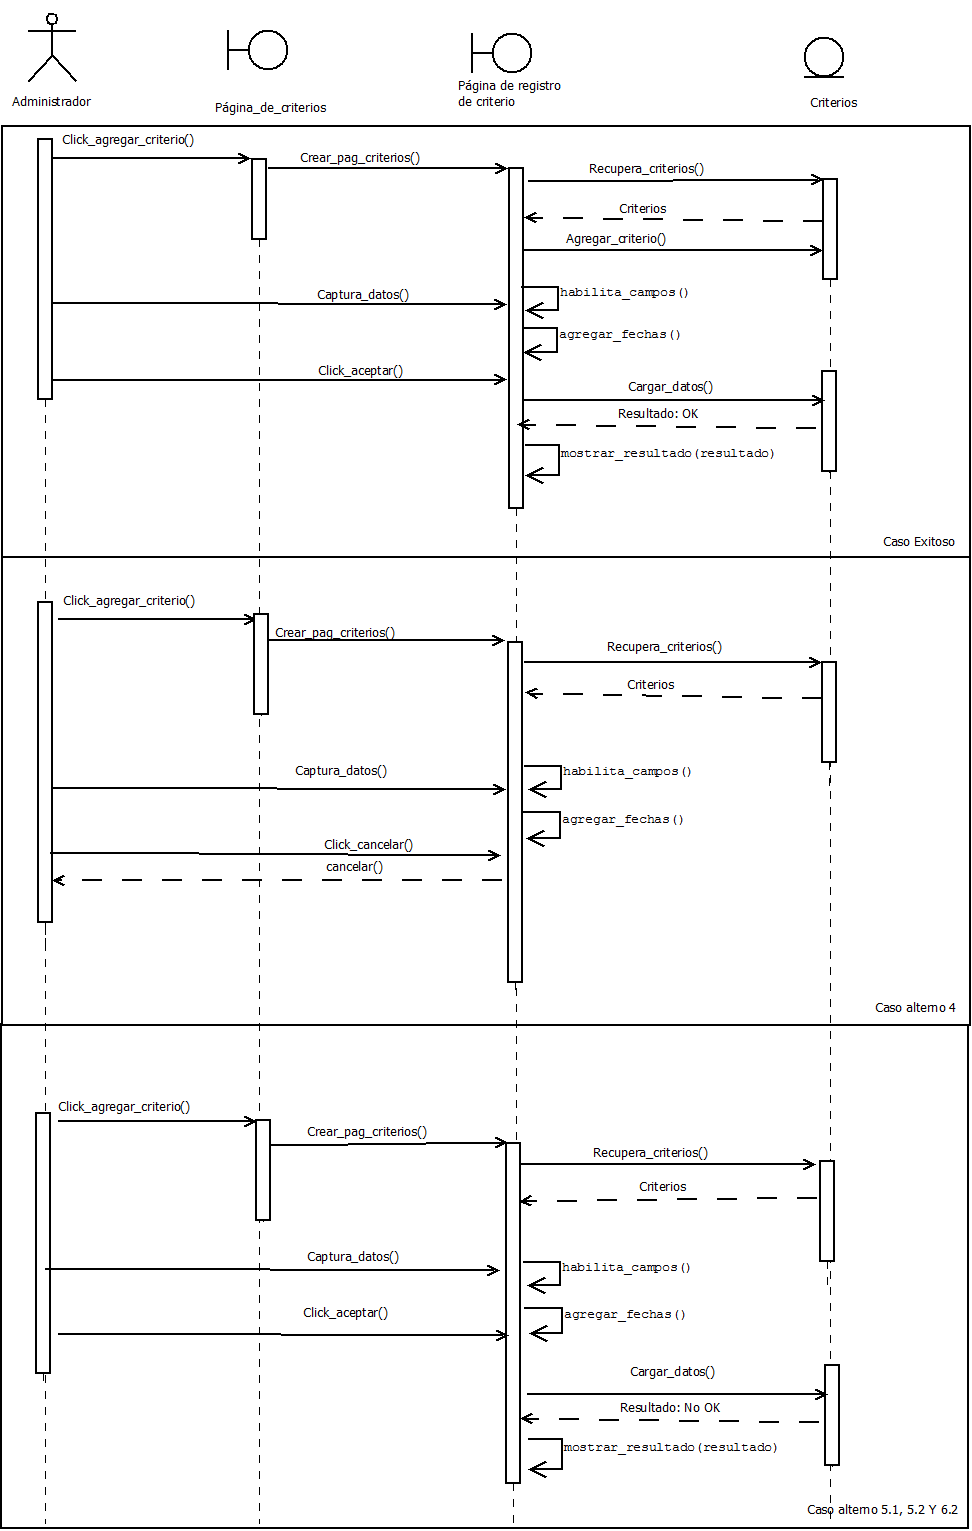 Administrador
Página_de_criterios
Página de registro
de criterio
Criterios
Click_agregar_criterio()
Crear_pag_criterios()
Recupera_criterios()
Criterios
Agregar_criterio()
Captura_datos()
habilita_campos()
agregar_fechas()
Click_aceptar()
Cargar_datos()
Resultado: OK
mostrar_resultado(resultado)
Caso Exitoso
Click_agregar_criterio()
Crear_pag_criterios()
Recupera_criterios()
Criterios
Captura_datos()
habilita_campos()
agregar_fechas()
Click_cancelar()
cancelar()
Caso alterno 4
Click_agregar_criterio()
Crear_pag_criterios()
Recupera_criterios()
Criterios
Captura_datos()
habilita_campos()
Click_aceptar()
agregar_fechas()
Cargar_datos()
Resultado: No OK
mostrar_resultado(resultado)
Caso alterno 5.1, 5.2 Y 6.2